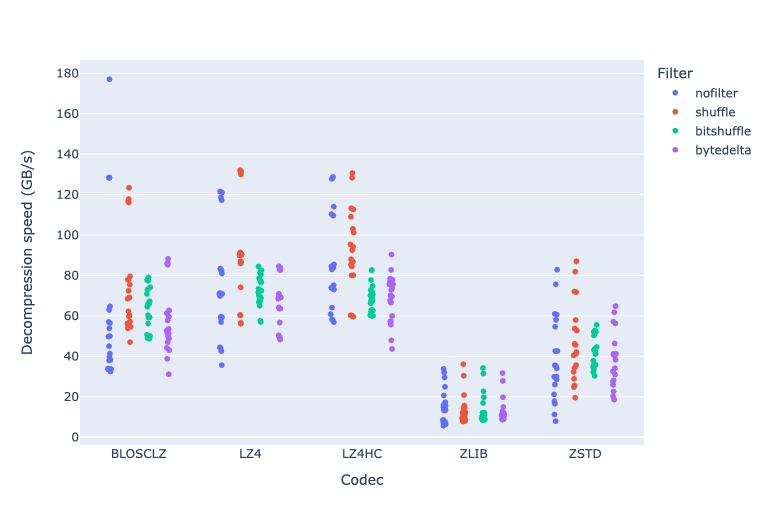 Filter
nofilter
shuffle
bitshuffle
bytedelta
Decompression speed (GB/s)
180
160
140
120
100
80
60
40
20
0
BLOSCLZ LZ4 LZ4HC ZLIB ZSTD
Codec